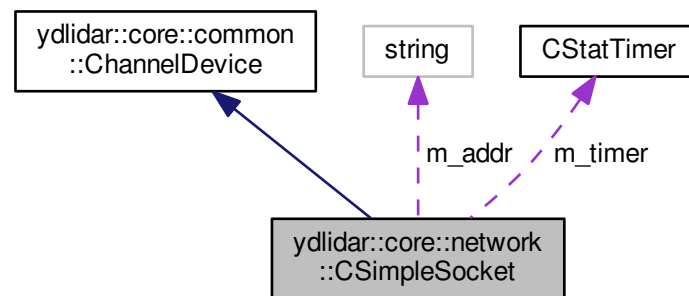 ydlidar::core::common
::ChannelDevice
string
CStatTimer
m_addr
m_timer
ydlidar::core::network
::CSimpleSocket